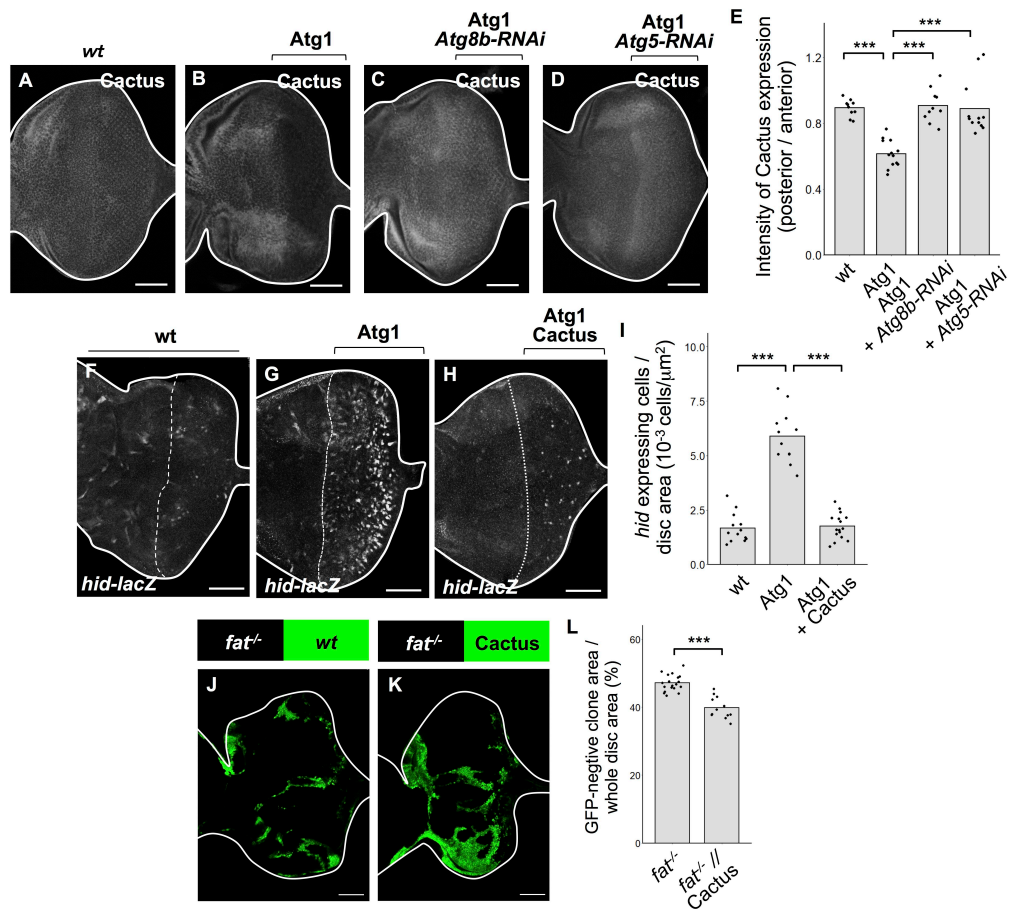 wt
Atg1
Atg1
Atg8b-RNAi
Atg1
Atg5-RNAi
A
Cactus
B
Cactus
C
Cactus
D
Cactus
E
Intensity of Cactus expression
(posterior / anterior)
1.2
0.8
0.4
0.0
***
***
***
wt
Atg1
Atg1
+ Atg8b-RNAi
Atg1
+ Atg5-RNAi
wt
Atg1
Atg1
Cactus
F
hid-lacZ
G
hid-lacZ
H
hid-lacZ
I
hid expressing cells /
disc area (10⁻³ cells/μm²)
10.0
7.5
5.0
2.5
0.0
***
***
wt
Atg1
Atg1
+ Cactus
fat⁻/⁻ wt
fat⁻/⁻ Cactus
J
K
L
GFP-negtive clone area /
whole disc area (%)
60
40
20
0
***
fat⁻/⁻
fat⁻/⁻ //
Cactus